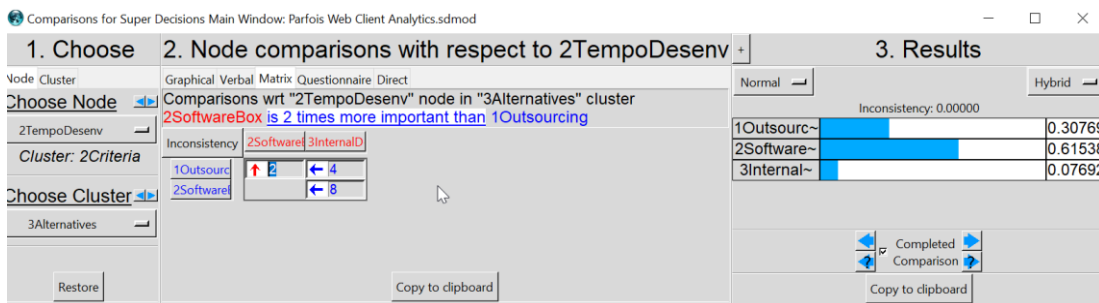 Comparisons for Super Decisions Main Window: Parfois Web Client Analytics.sdmod
1. Choose
Node Cluster
Choose Node
2TempoDesenv
Cluster: 2Criteria
Choose Cluster
3Alternatives
Restore
2. Node comparisons with respect to 2TempoDesenv
Graphical Verbal Matrix Questionnaire Direct
Comparisons wrt "2TempoDesenv" node in "3Alternatives" cluster
2SoftwareBox is 2 times more important than 1Outsourcing
Inconsistency 2Software 3InternalD
1Outsourc 2 4
2Software 8
Copy to clipboard
+ 3. Results
Normal Hybrid
Inconsistency: 0.00000
1Outsourc~ 0.30769
2Software~ 0.61538
3Internal~ 0.07692
Completed
? Comparison ?
Copy to clipboard